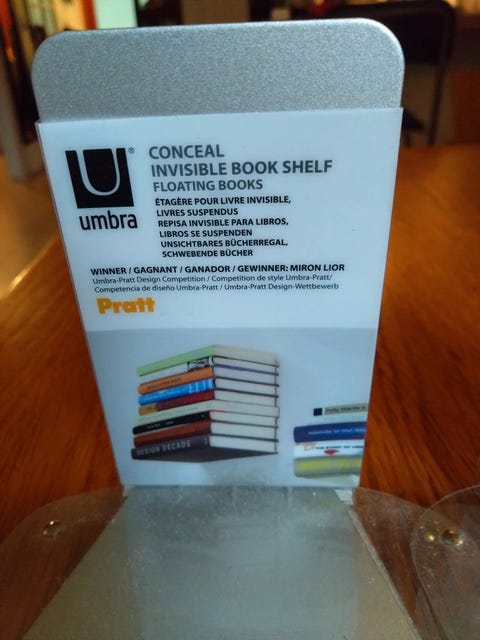 umbra®
CONCEAL
INVISIBLE BOOK SHELF
FLOATING BOOKS
ÉTAGÈRE POUR LIVRE INVISIBLE,
LIVRES SUSPENDUS
REPISA INVISIBLE PARA LIBROS,
LIBROS SE SUSPENDEN
UNSICHTBARES BÜCHERREGAL,
SCHWEBENDE BÜCHER
WINNER / GAGNANT / GANADOR / GEWINNER: MIRON LIOR
Umbra-Pratt Design Competition / Competition de style Umbra-Pratt/
Competencia de diseño Umbra-Pratt / Umbra-Pratt Design-Wettbewerb
Pratt
DESIGN DECADE